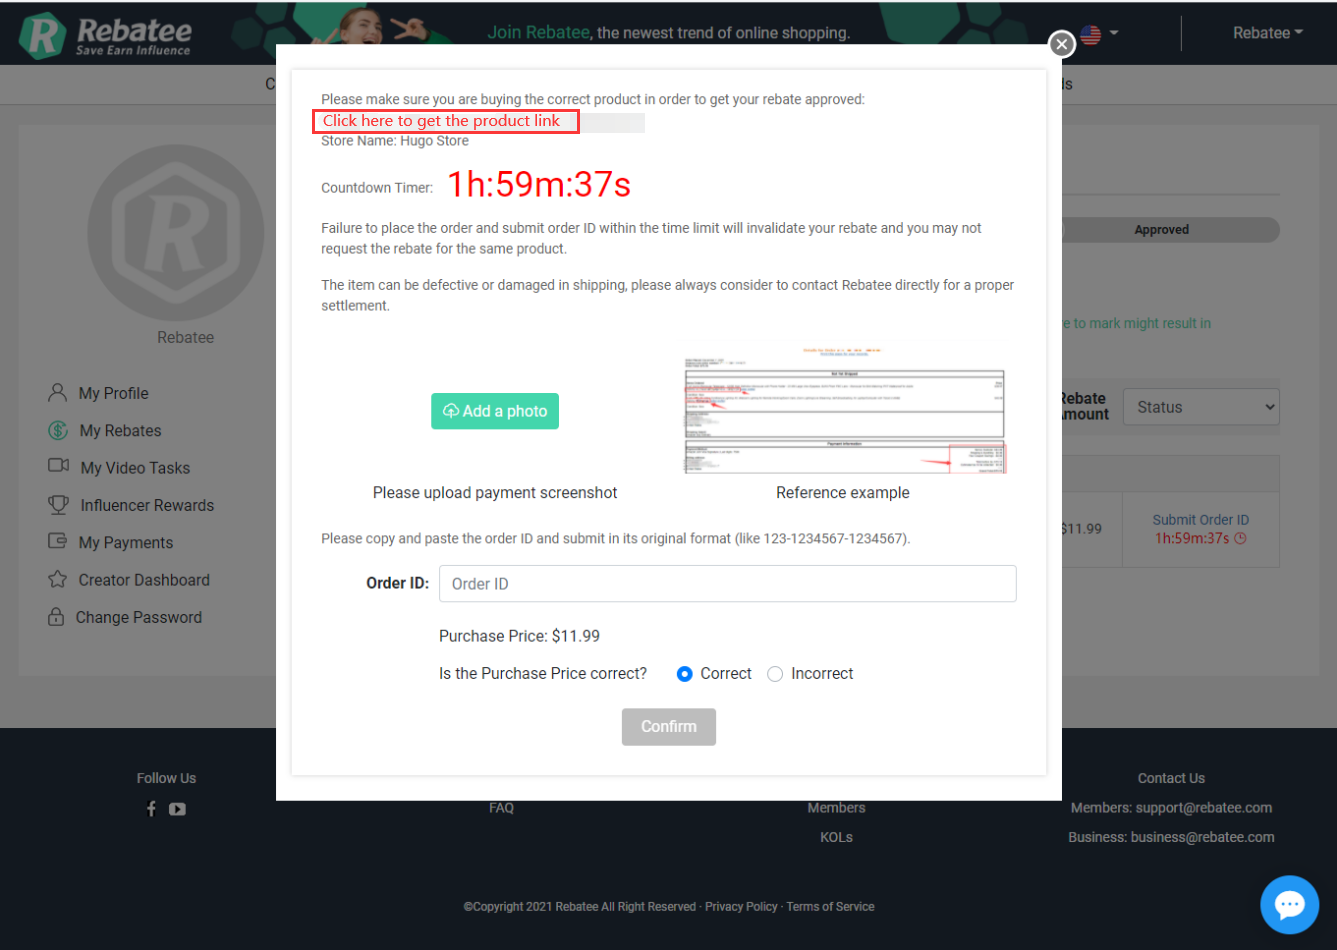 Rebatee
Save Earn Influence
Join Rebatee, the newest trend of online shopping.
Rebatee
Please make sure you are buying the correct product in order to get your rebate approved:
Click here to get the product link
Store Name: Hugo Store
Countdown Timer: 1h:59m:37s
Failure to place the order and submit order ID within the time limit will invalidate your rebate and you may not
request the rebate for the same product.
The item can be defective or damaged in shipping, please always consider to contact Rebatee directly for a proper
settlement.
Approved
e to mark might result in
Rebatee
My Profile
My Rebates
My Video Tasks
Influencer Rewards
My Payments
Creator Dashboard
Change Password
Add a photo
Not Yet Shipped
Payment Information
Please upload payment screenshot
Reference example
Rebate
Amount
Status
$11.99
Submit Order ID
1h:59m:37s
Please copy and paste the order ID and submit in its original format (like 123-1234567-1234567).
Order ID: Order ID
Purchase Price: $11.99
Is the Purchase Price correct? Correct Incorrect
Confirm
Follow Us
FAQ
Members
KOLs
Contact Us
Members: support@rebatee.com
Business: business@rebatee.com
©Copyright 2021 Rebatee All Right Reserved · Privacy Policy · Terms of Service